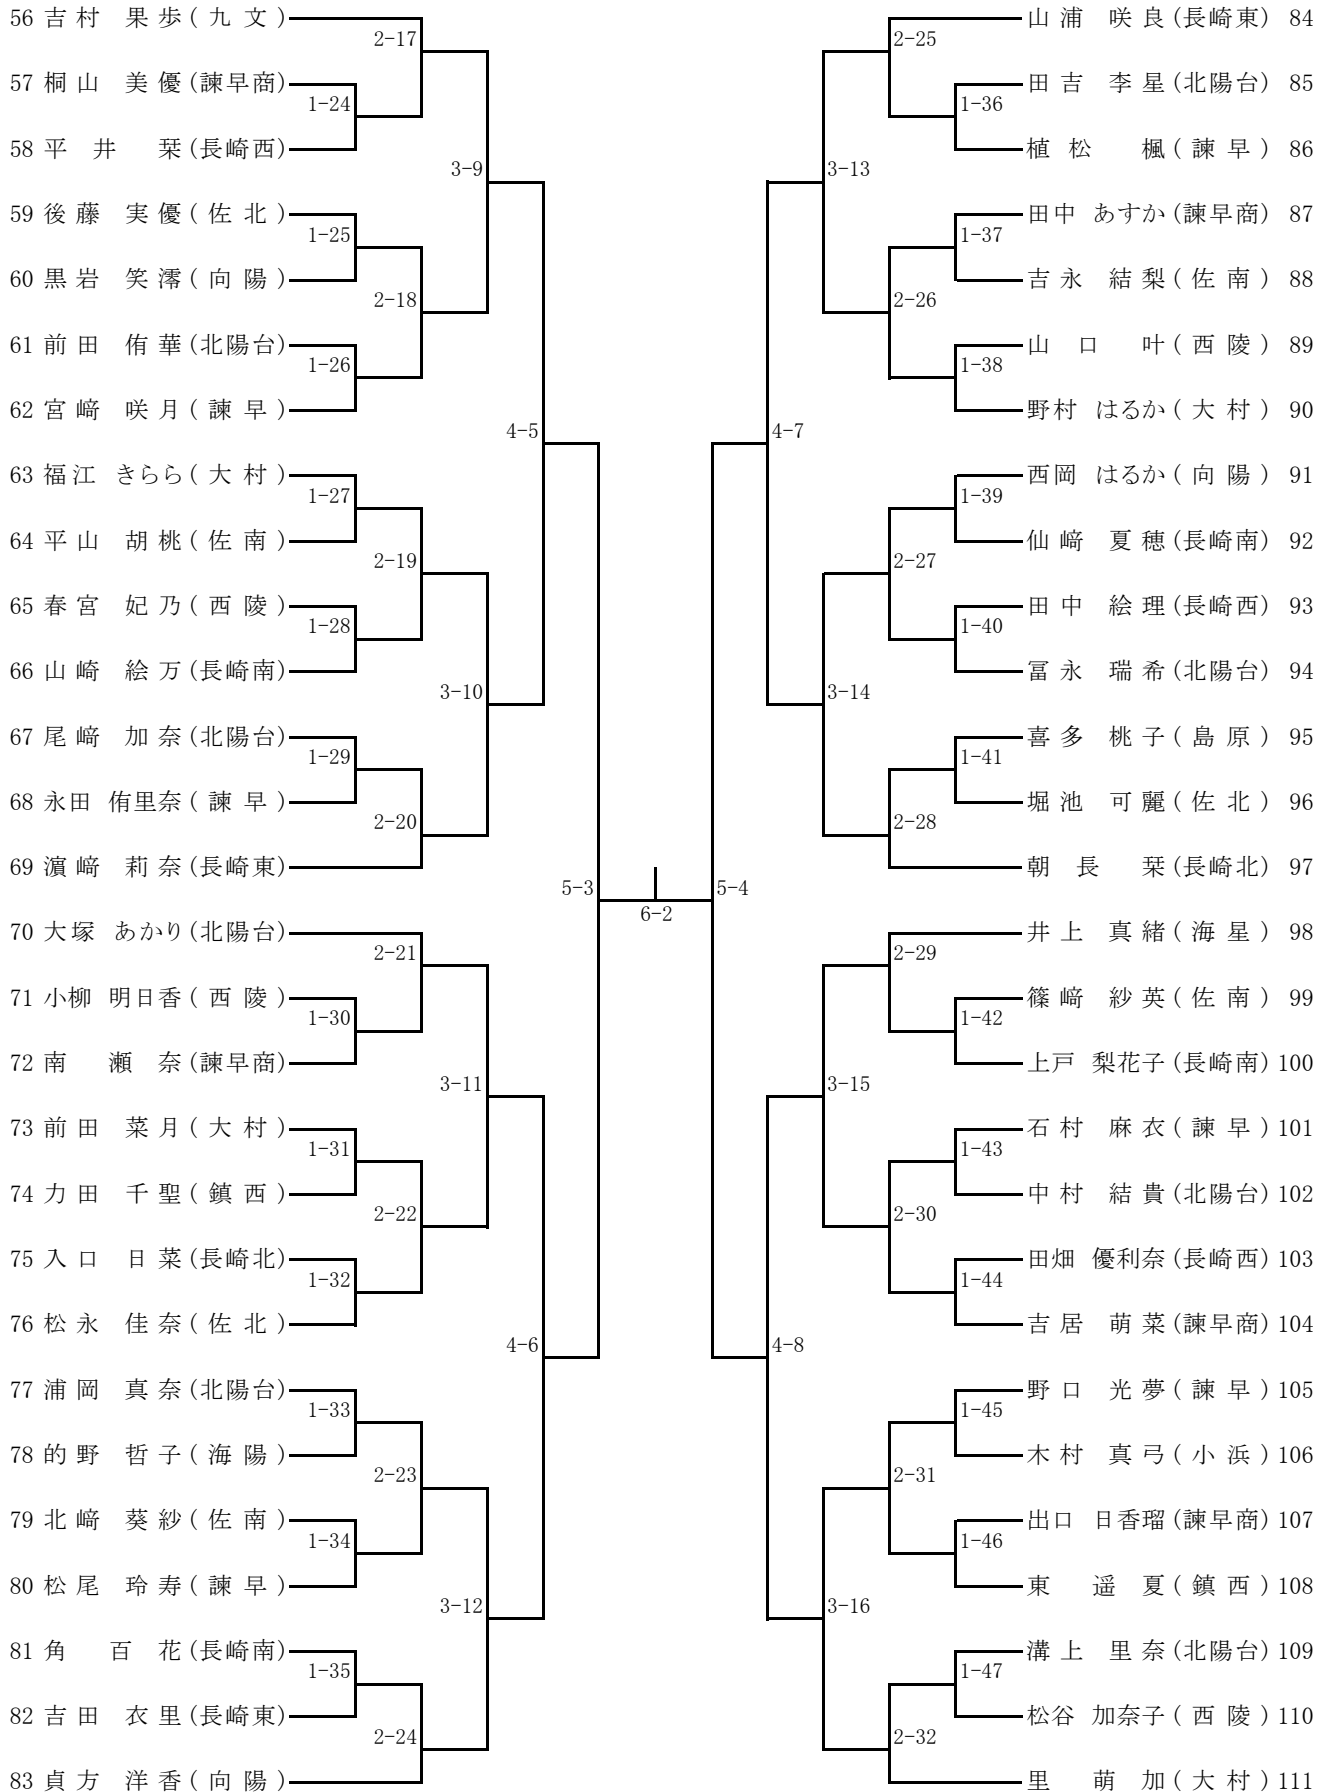 56 吉村 果歩(九文)
2-17
57 桐山 美優(諫早商)
1-24
58 平井 栞(長崎西)
3-9
59 後藤 実優(佐北)
1-25
60 黒岩 笑澪(向陽)
2-18
61 前田 侑華(北陽台)
1-26
62 宮﨑 咲月(諫早)
4-5
63 福江 きらら(大村)
1-27
64 平山 胡桃(佐南)
2-19
65 春宮 妃乃(西陵)
1-28
66 山崎 絵万(長崎南)
3-10
67 尾﨑 加奈(北陽台)
1-29
68 永田 侑里奈(諫早)
2-20
69 濵﨑 莉奈(長崎東)
5-3
70 大塚 あかり(北陽台)
2-21
71 小柳 明日香(西陵)
1-30
72 南 瀬奈(諫早商)
3-11
73 前田 菜月(大村)
1-31
74 力田 千聖(鎮西)
2-22
75 入口 日菜(長崎北)
1-32
76 松永 佳奈(佐北)
4-6
77 浦岡 真奈(北陽台)
1-33
78 的野 哲子(海陽)
2-23
79 北﨑 葵紗(佐南)
1-34
80 松尾 玲寿(諫早)
3-12
81 角 百花(長崎南)
1-35
82 吉田 衣里(長崎東)
2-24
83 貞方 洋香(向陽)
6-2
山浦 咲良(長崎東) 84
2-25
田吉 李星(北陽台) 85
1-36
植松 楓(諫早) 86
3-13
田中 あすか(諫早商) 87
1-37
吉永 結梨(佐南) 88
2-26
山口 叶(西陵) 89
1-38
野村 はるか(大村) 90
4-7
西岡 はるか(向陽) 91
1-39
仙﨑 夏穂(長崎南) 92
2-27
田中 絵理(長崎西) 93
1-40
冨永 瑞希(北陽台) 94
3-14
喜多 桃子(島原) 95
1-41
堀池 可麗(佐北) 96
2-28
朝長 栞(長崎北) 97
5-4
井上 真緒(海星) 98
2-29
篠﨑 紗英(佐南) 99
1-42
上戸 梨花子(長崎南) 100
3-15
石村 麻衣(諫早) 101
1-43
中村 結貴(北陽台) 102
2-30
田畑 優利奈(長崎西) 103
1-44
吉居 萌菜(諫早商) 104
4-8
野口 光夢(諫早) 105
1-45
木村 真弓(小浜) 106
2-31
出口 日香瑠(諫早商) 107
1-46
東 遥夏(鎮西) 108
3-16
溝上 里奈(北陽台) 109
1-47
松谷 加奈子(西陵) 110
2-32
里 萌加(大村) 111